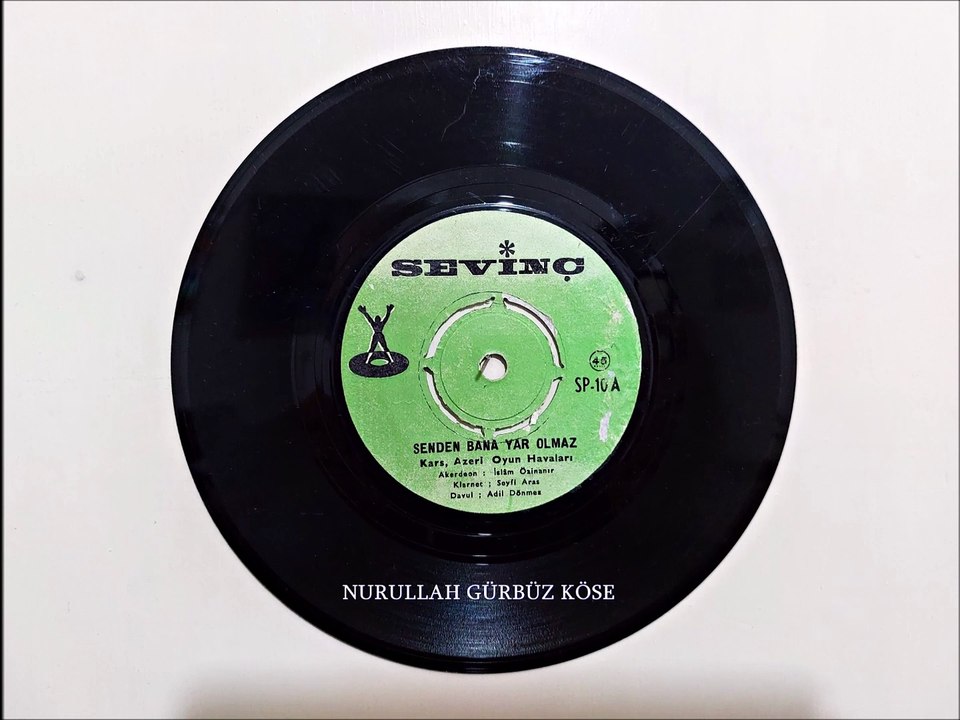 SEVİNÇ
45
SP-10 A
SENDEN BANA YAR OLMAZ
Kars, Azeri Oyun Havaları
Akordeon : İslâm Özinanır
Klarnet ; Seyfi Aras
Davul ; Adil Dönmez
NURULLAH GÜRBÜZ KÖSE